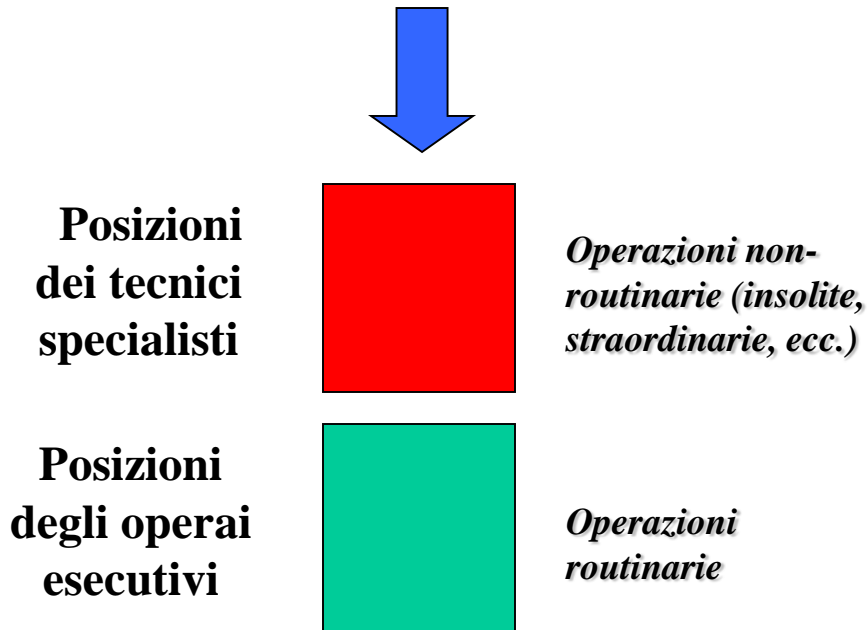 Posizioni
dei tecnici
specialisti
Operazioni non-
routinarie (insolite,
straordinarie, ecc.)
Posizioni
degli operai
esecutivi
Operazioni
routinarie